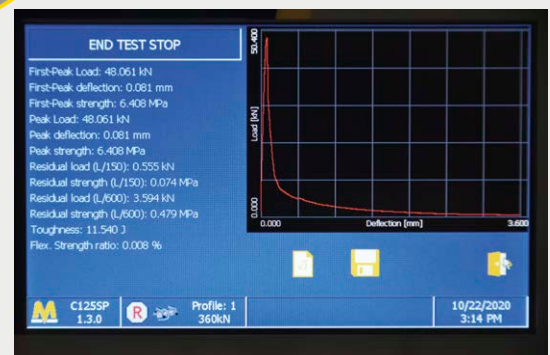 END TEST STOP
First-Peak Load: 48.061 kN
First-Peak deflection: 0.081 mm
First-Peak strength: 6.408 MPa
Peak Load: 48.061 kN
Peak deflection: 0.081 mm
Peak strength: 6.408 MPa
Residual load (L/150): 0.555 kN
Residual strength (L/150): 0.074 MPa
Residual load (L/600): 3.594 kN
Residual strength (L/600): 0.479 MPa
Toughness: 11.540 J
Flex. Strength ratio: 0.008 %
50.400
Load [kN]
0.000
0.000
Deflection [mm]
3.600
C125SP
1.3.0
R
Profile: 1
360kN
10/22/2020
3:14 PM